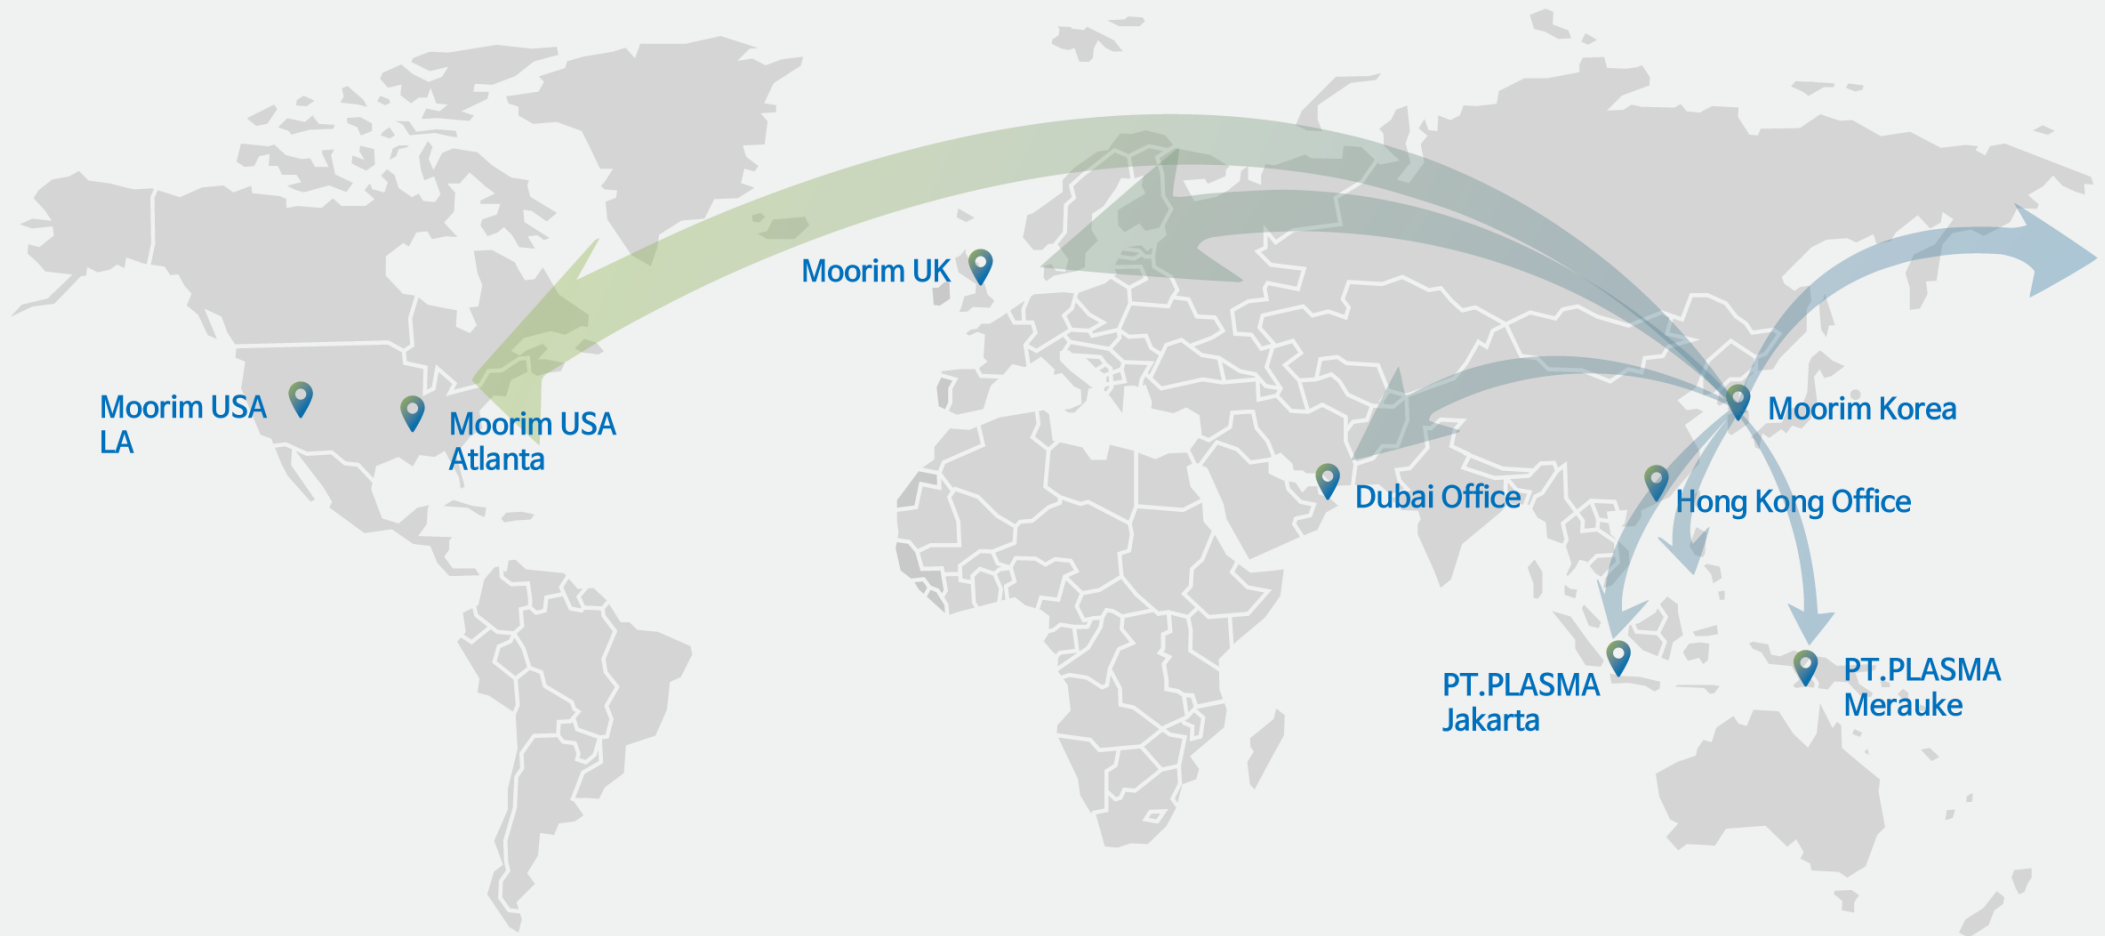 Moorim UK
Moorim USA
LA
Moorim USA
Atlanta
Moorim Korea
Dubai Office
Hong Kong Office
PT.PLASMA
Jakarta
PT.PLASMA
Merauke